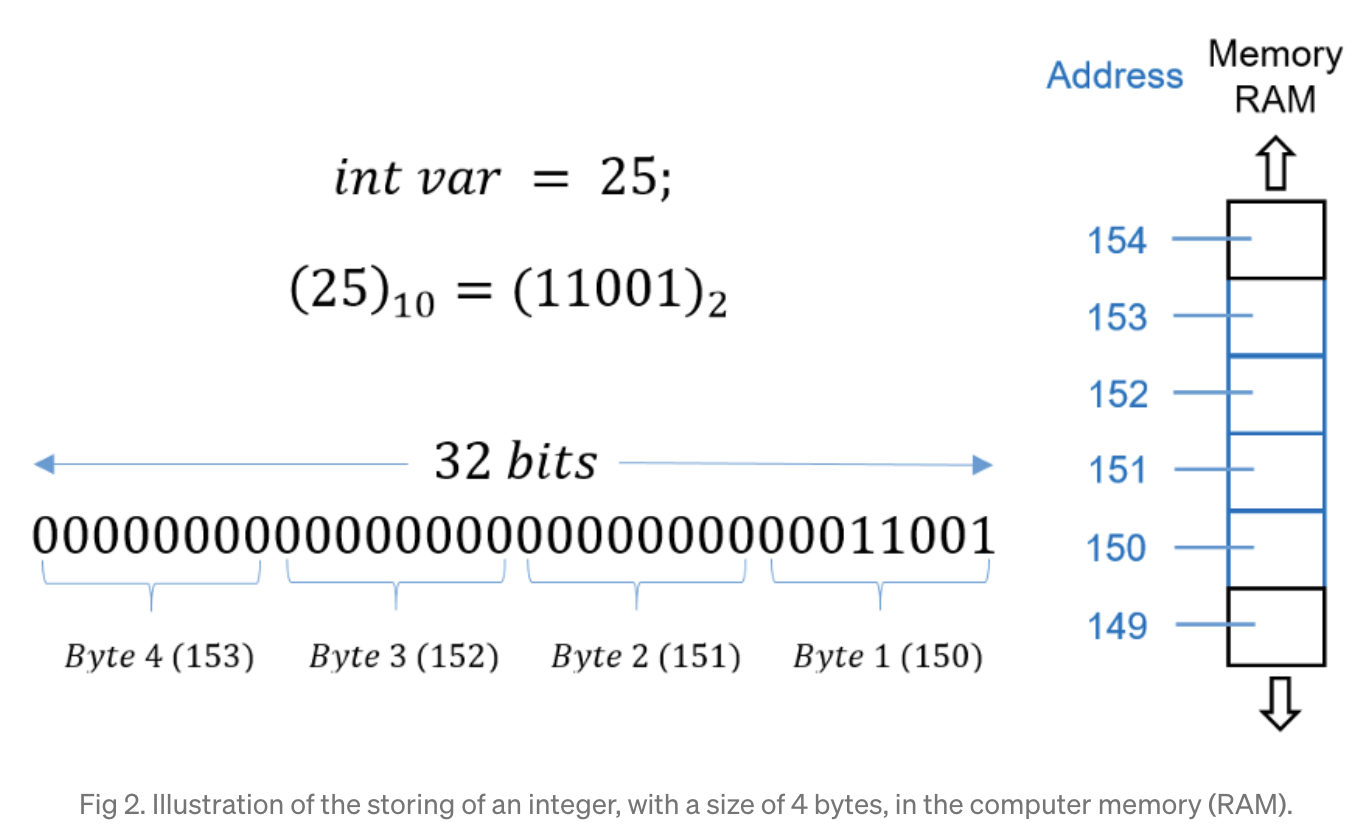 Address
Memory
RAM
int var = 25;
(25)₁₀ = (11001)₂
32 bits
00000000000000000000000000011001
Byte 4 (153)
Byte 3 (152)
Byte 2 (151)
Byte 1 (150)
154
153
152
151
150
149
Fig 2. Illustration of the storing of an integer, with a size of 4 bytes, in the computer memory (RAM).